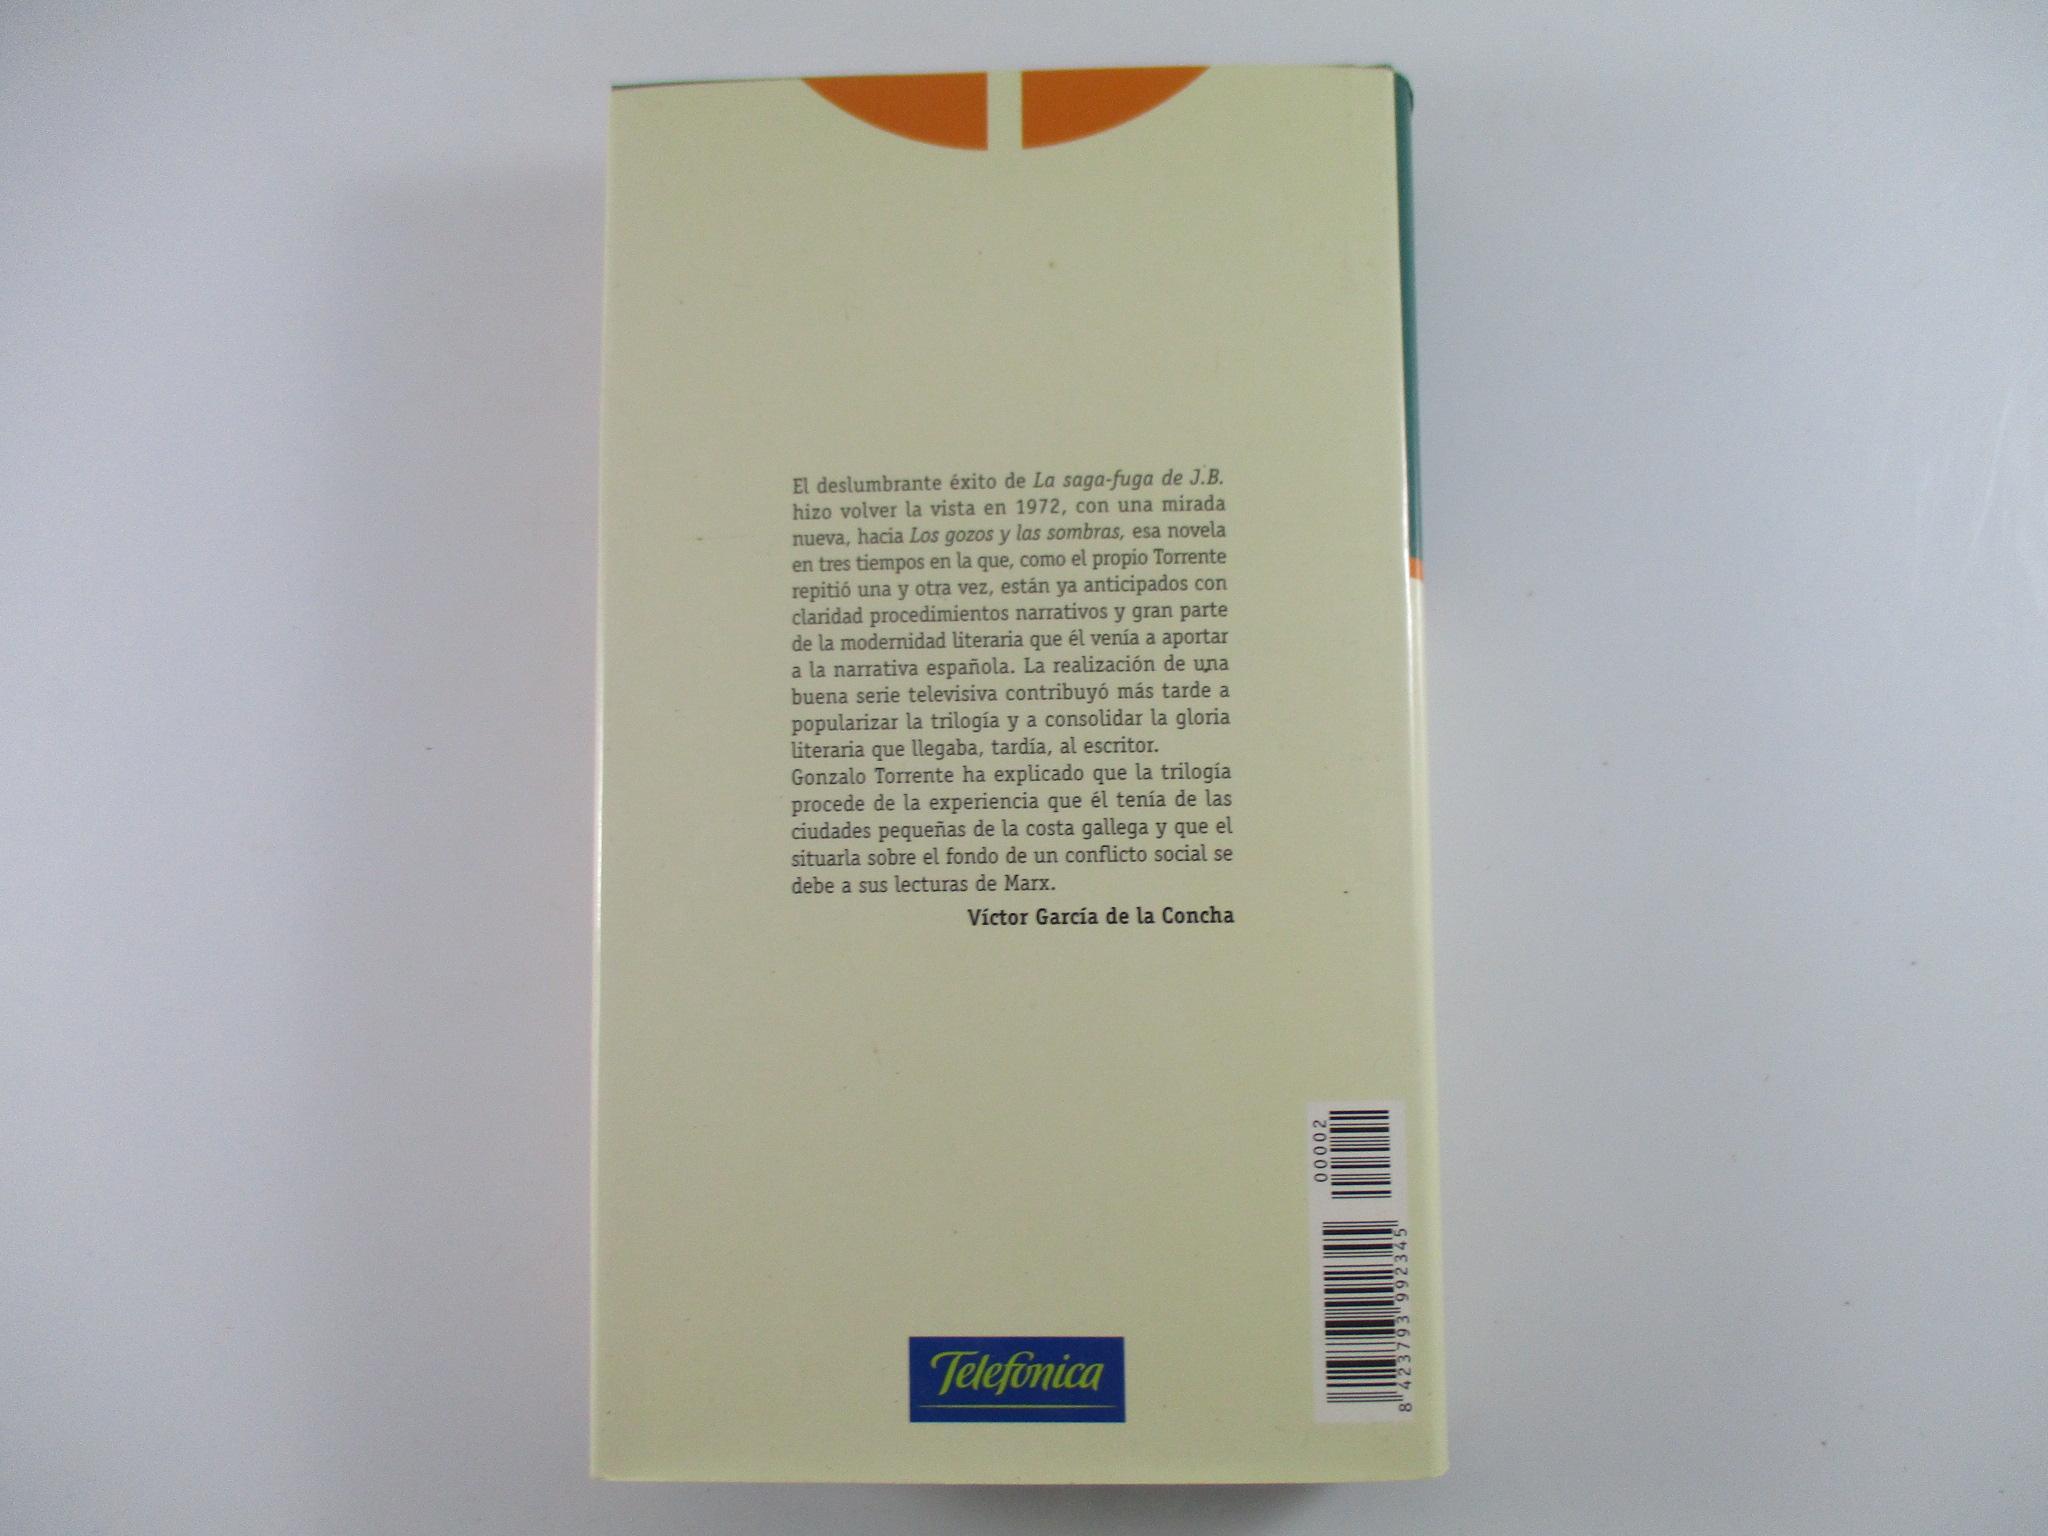 El deslumbrante éxito de La saga-fuga de J.B.
hizo volver la vista en 1972, con una mirada
nueva, hacia Los gozos y las sombras, esa novela
en tres tiempos en la que, como el propio Torrente
repitió una y otra vez, están ya anticipados con
claridad procedimientos narrativos y gran parte
de la modernidad literaria que él venía a aportar
a la narrativa española. La realización de una
buena serie televisiva contribuyó más tarde a
popularizar la trilogía y a consolidar la gloria
literaria que llegaba, tardía, al escritor.
Gonzalo Torrente ha explicado que la trilogía
procede de la experiencia que él tenía de las
ciudades pequeñas de la costa gallega y que el
situarla sobre el fondo de un conflicto social se
debe a sus lecturas de Marx.
Víctor García de la Concha
00002
8 423793 992345
Telefónica